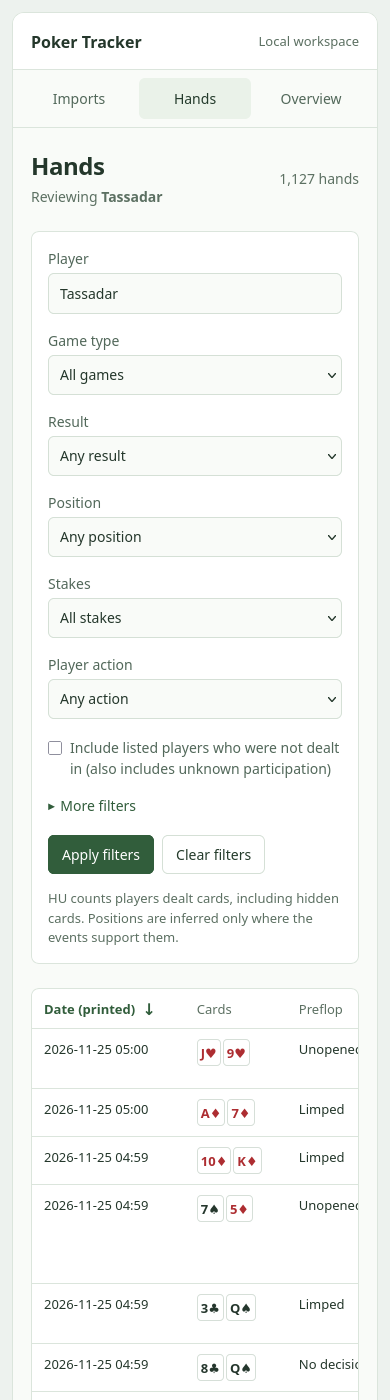 Poker Tracker
Local workspace
Imports
Hands
Overview
Hands
1,127 hands
Reviewing Tassadar
Player
Tassadar
Game type
All games
Result
Any result
Position
Any position
Stakes
All stakes
Player action
Any action
Include listed players who were not dealt
in (also includes unknown participation)
▸ More filters
Apply filters
Clear filters
HU counts players dealt cards, including hidden
cards. Positions are inferred only where the
events support them.
Date (printed) ↓ Cards Preflop
2026-11-25 05:00 J♥ 9♥ Unopened
2026-11-25 05:00 A♦ 7♦ Limped
2026-11-25 04:59 10♦ K♦ Limped
2026-11-25 04:59 7♠ 5♦ Unopened
2026-11-25 04:59 3♣ Q♠ Limped
2026-11-25 04:59 8♣ Q♠ No decisio